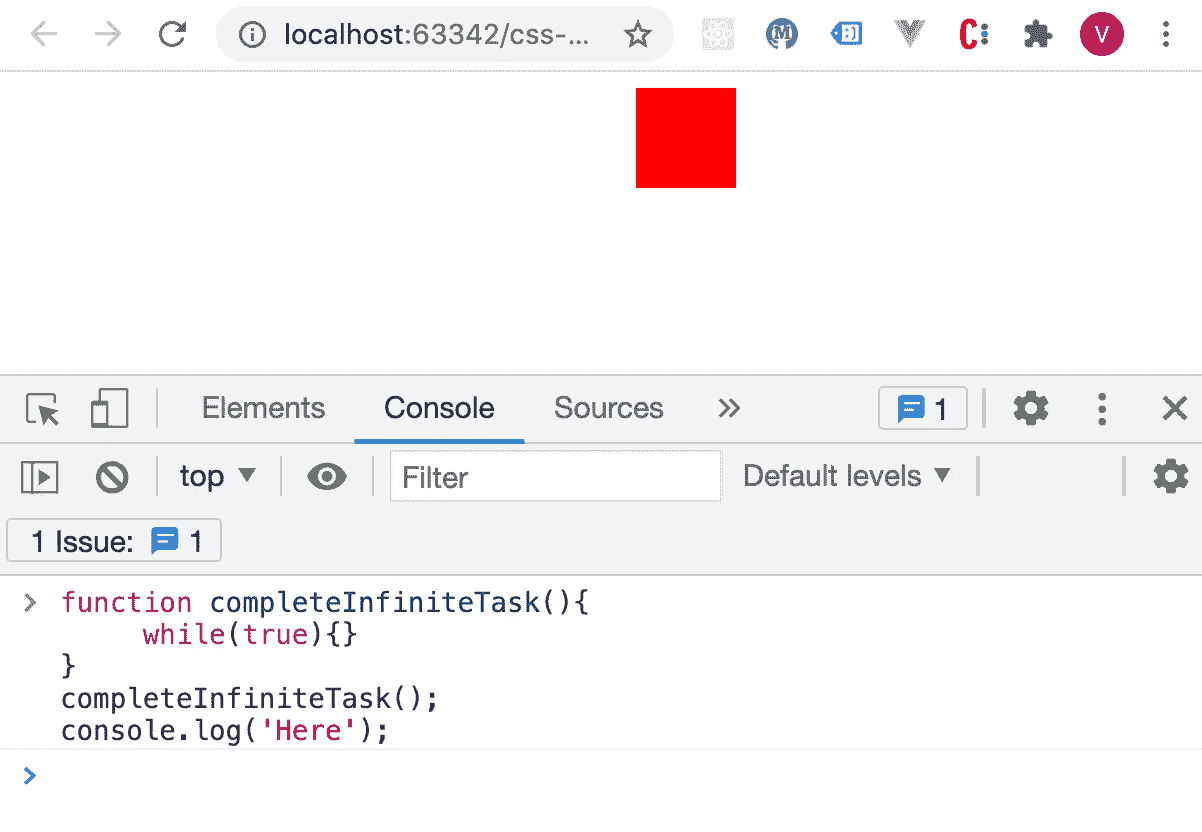 localhost:63342/css-...
M
V
Elements Console Sources 1
top Filter Default levels
1 Issue: 1
function completeInfiniteTask(){
while(true){}
}
completeInfiniteTask();
console.log('Here');